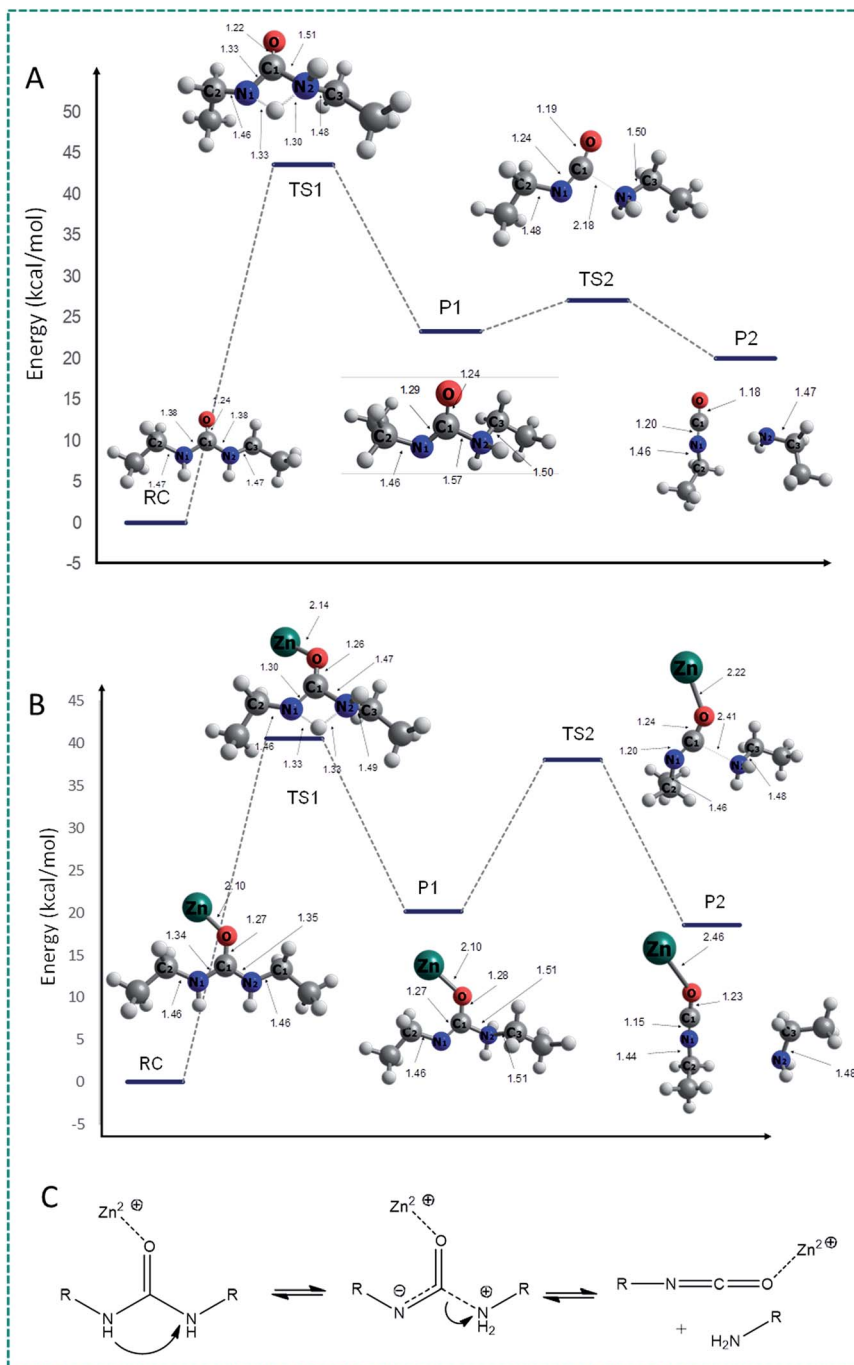 A
Energy (kcal/mol)
50
45
40
35
30
25
20
15
10
5
0
-5
1.22
O
1.51
1.33
C1
C2
N1
N2
C3
1.46
1.33
1.30
1.48
TS1
1.19
O
1.50
1.24
C1
C3
C2
N1
N2
1.48
2.18
TS2
P1
P2
O
1.24
1.38
1.38
C2
C1
C3
N1
N2
1.47
1.47
RC
1.24
O
1.29
C3
C2
C1
N1
N2
1.46
1.57
1.50
O
1.18
C
1.20
N
1.46
C2
1.47
N2
C3
B
Energy (kcal/mol)
45
40
35
30
25
20
15
10
5
0
-5
Zn
2.14
O
1.26
1.30
1.47
C1
C2
N1
N2
C3
1.46
1.33
1.33
1.49
TS1
Zn
2.22
1.24
O
2.41
1.20
C1
C3
N1
N2
C2
1.46
1.48
TS2
P1
P2
Zn
2.10
O
1.27
1.34
1.35
C2
C1
C1
N1
N2
1.46
1.46
RC
Zn
2.10
O
1.28
1.51
1.27
C1
C2
C3
N1
N2
1.46
1.51
Zn
2.46
O
1.23
C1
1.15
N1
1.44
C2
C3
N2
1.48
C
Zn2 ⊕
O
R
R
N
H
N
H
Zn2 ⊕
O
R
⊖
N
⊕
N
H2
R
R
N
C
O
Zn2⊕
+
H2N
R